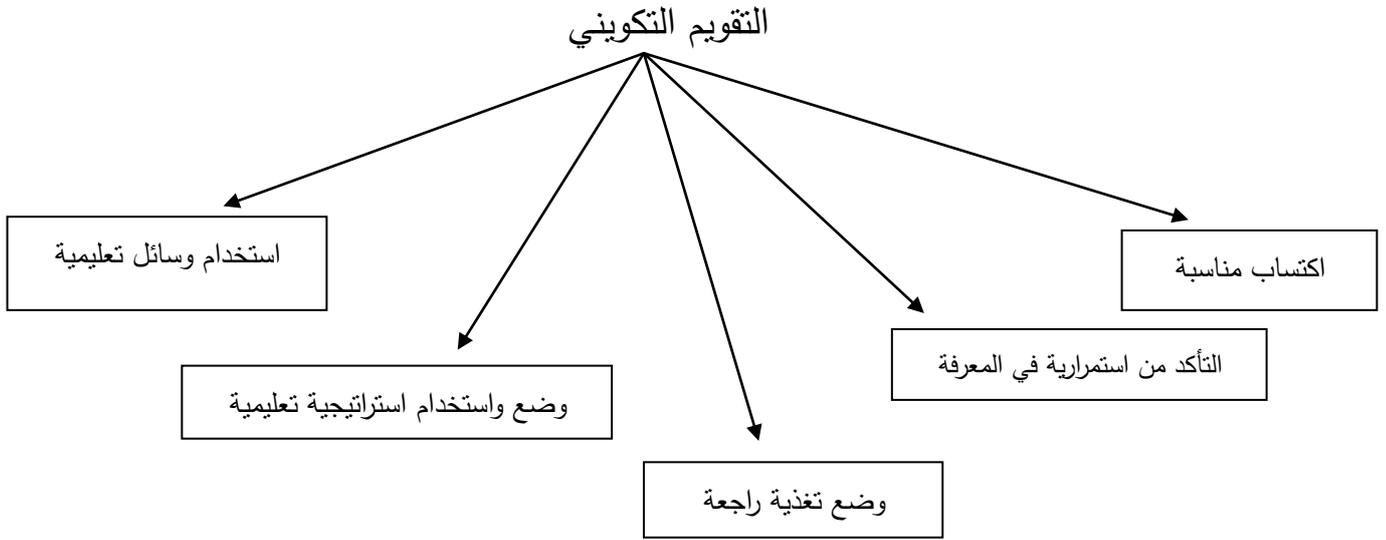 التقويم التكويني
اكتساب مناسبة
استخدام وسائل تعليمية
التأكد من استمرارية في المعرفة
وضع واستخدام استراتيجية تعليمية
وضع تغذية راجعة